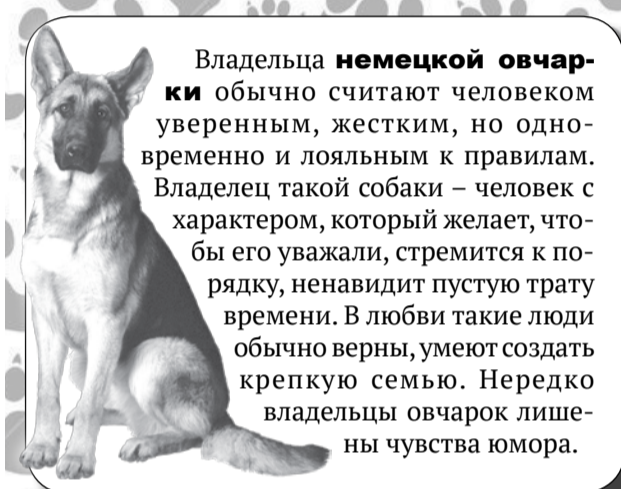 Владельца немецкой овчар-
ки обычно считают человеком
уверенным, жестким, но одно-
временно и лояльным к правилам.
Владелец такой собаки – человек с
характером, который желает, что-
бы его уважали, стремится к по-
рядку, ненавидит пустую трату
времени. В любви такие люди
обычно верны, умеют создать
крепкую семью. Нередко
владельцы овчарок лише-
ны чувства юмора.